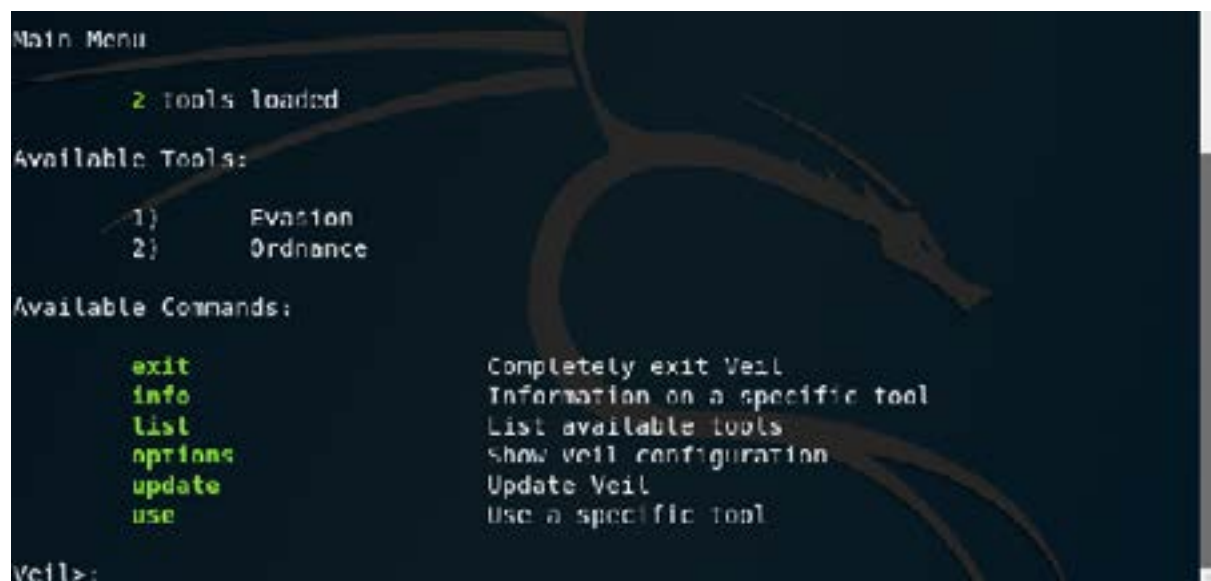 Main Menu
2 tools loaded
Available Tools:
1) Evasion
2) Ordnance
Available Commands:
exit Completely exit Veil
info Information on a specific tool
list List available tools
options Show Veil configuration
update Update Veil
use Use a specific tool
Veil>: